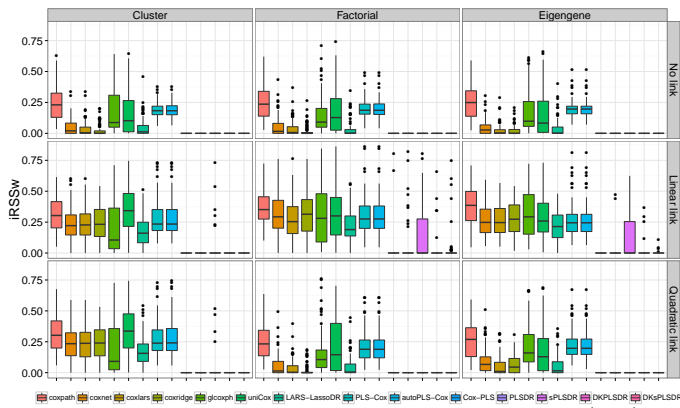 Cluster Factorial Eigengene
iRSSw
0.75
0.50
0.25
0.00
No link
0.75
0.50
0.25
0.00
Linear link
0.75
0.50
0.25
0.00
Quadratic link
coxpath coxnet coxlars coxridge glcoxph uniCox LARS−LassoDR PLS−Cox autoPLS−Cox Cox−PLS PLSDR sPLSDR DKPLSDR DKsPLSDR